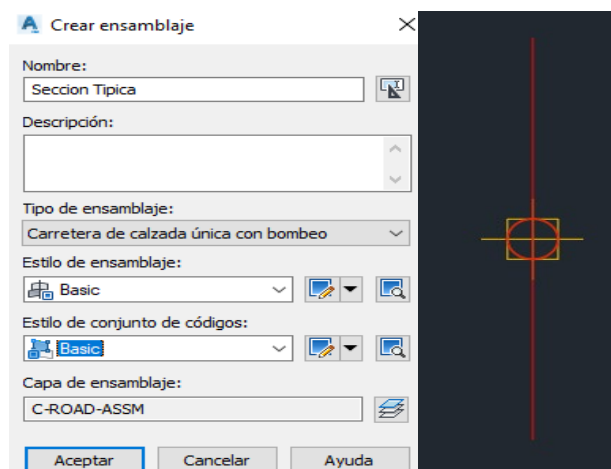 Crear ensamblaje
Nombre:
Seccion Tipica
Descripción:
Tipo de ensamblaje:
Carretera de calzada única con bombeo
Estilo de ensamblaje:
Basic
Estilo de conjunto de códigos:
Basic
Capa de ensamblaje:
C-ROAD-ASSM
Aceptar Cancelar Ayuda